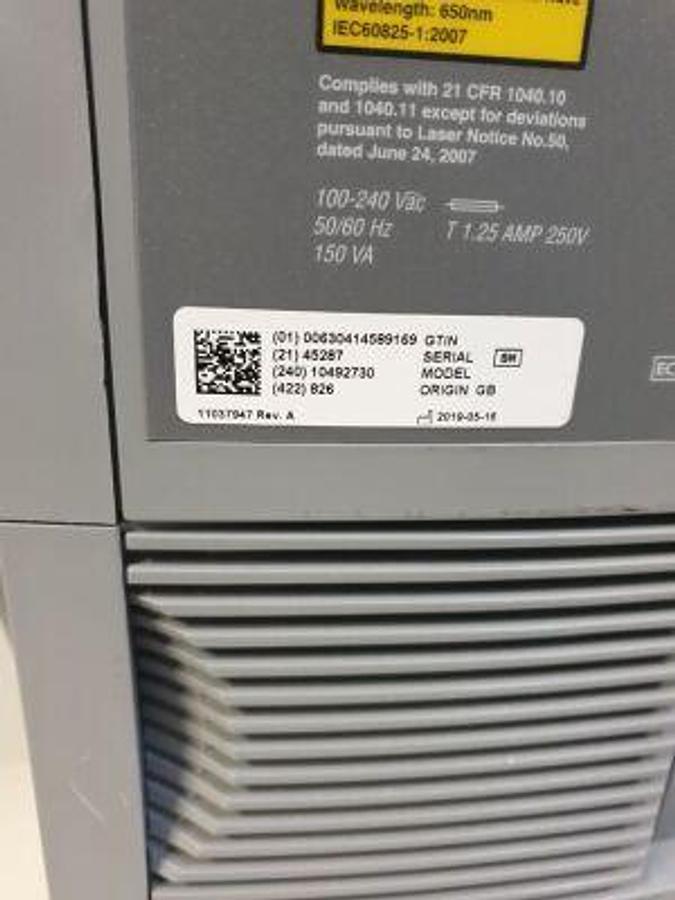 Wavelength: 650nm
IEC60825-1:2007
Complies with 21 CFR 1040.10
and 1040.11 except for deviations
pursuant to Laser Notice No.50,
dated June 24, 2007
100-240 Vac
50/60 Hz T 1.25 AMP 250V
150 VA
(01) 00630414589169 GTIN
(21) 45287 SERIAL SN
(240) 10492730 MODEL
(422) 826 ORIGIN GB
11037947 Rev. A 2019-05-16
EC